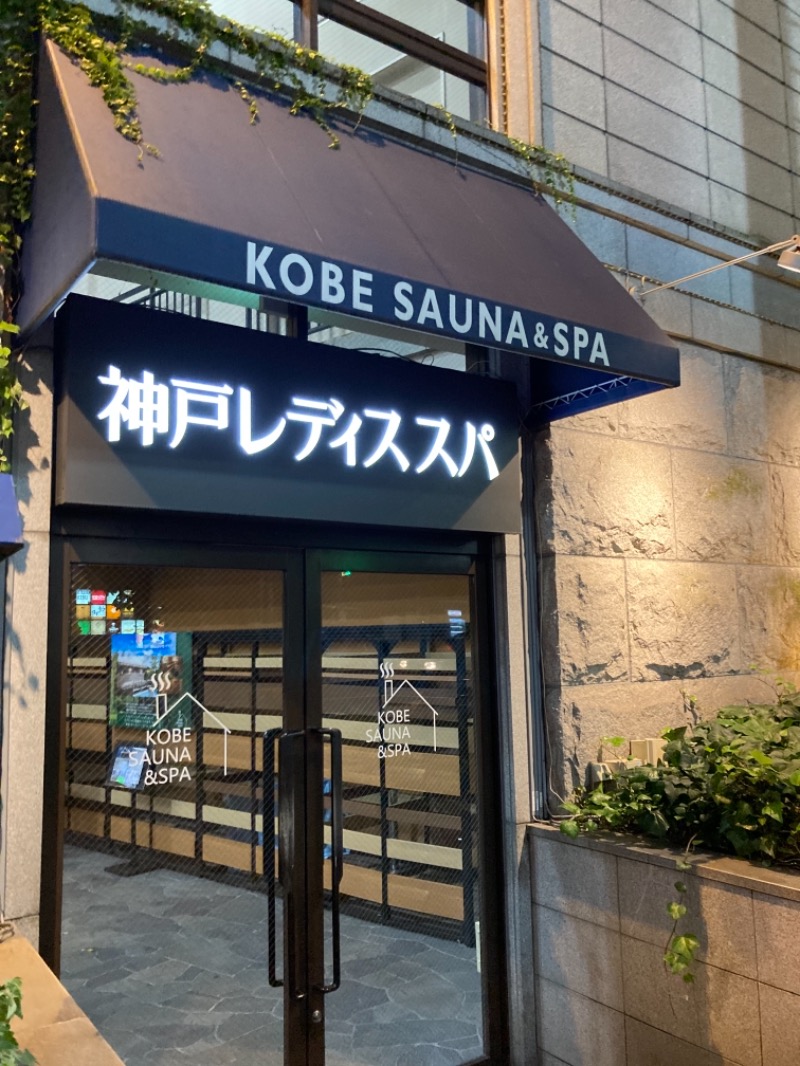 KOBE SAUNA & SPA
神戸レディススパ
KOBE
SAUNA
&SPA
KOBE
SAUNA
&SPA